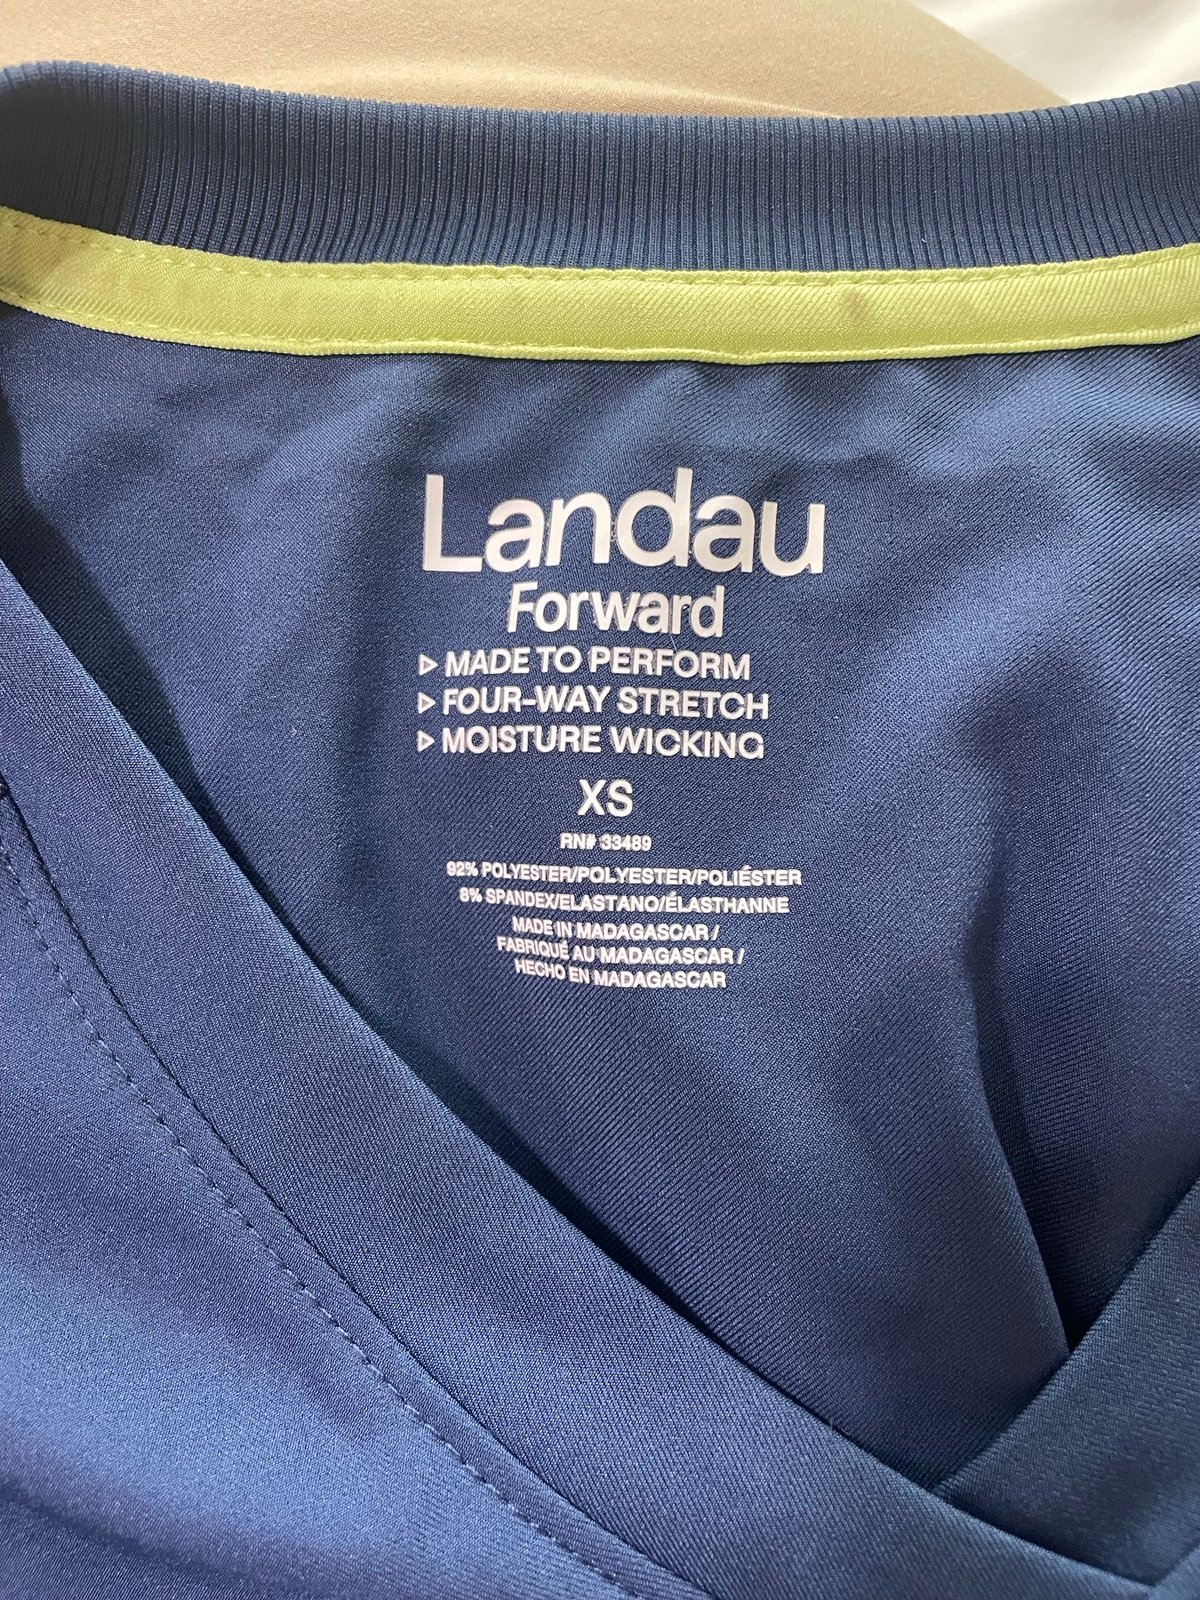 Landau
Forward
▷ MADE TO PERFORM
▷ FOUR-WAY STRETCH
▷ MOISTURE WICKING
XS
RN# 33489
92% POLYESTER/POLYESTER/POLIÉSTER
8% SPANDEX/ELASTANO/ÉLASTHANNE
MADE IN MADAGASCAR /
FABRIQUÉ AU MADAGASCAR /
HECHO EN MADAGASCAR